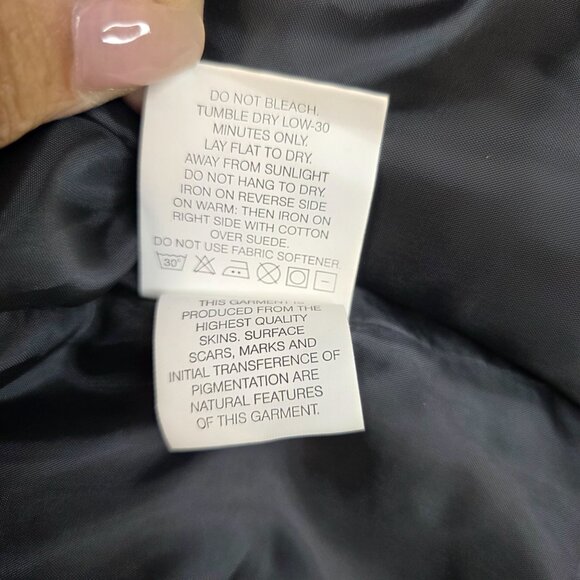 DO NOT BLEACH.
TUMBLE DRY LOW-30
MINUTES ONLY.
LAY FLAT TO DRY.
AWAY FROM SUNLIGHT
DO NOT HANG TO DRY.
IRON ON REVERSE SIDE
ON WARM: THEN IRON ON
RIGHT SIDE WITH COTTON
OVER SUEDE.
DO NOT USE FABRIC SOFTENER.
30°
THIS GARMENT IS
PRODUCED FROM THE
HIGHEST QUALITY
SKINS. SURFACE
SCARS, MARKS AND
INITIAL TRANSFERENCE OF
PIGMENTATION ARE
NATURAL FEATURES
OF THIS GARMENT.